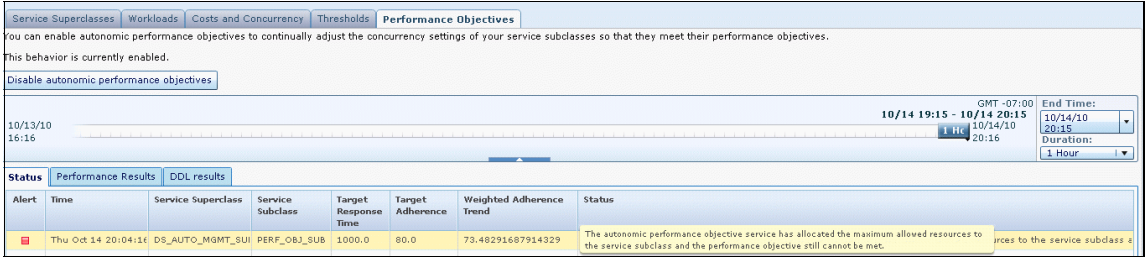 Service Superclasses Workloads Costs and Concurrency Thresholds Performance Objectives
You can enable autonomic performance objectives to continually adjust the concurrency settings of your service subclasses so that they meet their performance objectives.
This behavior is currently enabled.
Disable autonomic performance objectives
GMT -07:00
10/14 19:15 - 10/14 20:15
10/13/10
16:16
1 Ho
10/14/10
20:16
End Time:
10/14/10
20:15
Duration:
1 Hour
Status Performance Results DDL results
Alert Time Service Superclass Service Subclass Target Response Time Target Adherence Weighted Adherence Trend Status
Thu Oct 14 20:04:16 DS_AUTO_MGMT_SUI PERF_OBJ_SUB 1000.0 80.0 73.48291687914329
The autonomic performance objective service has allocated the maximum allowed resources to
the service subclass and the performance objective still cannot be met.
urces to the service subclass a